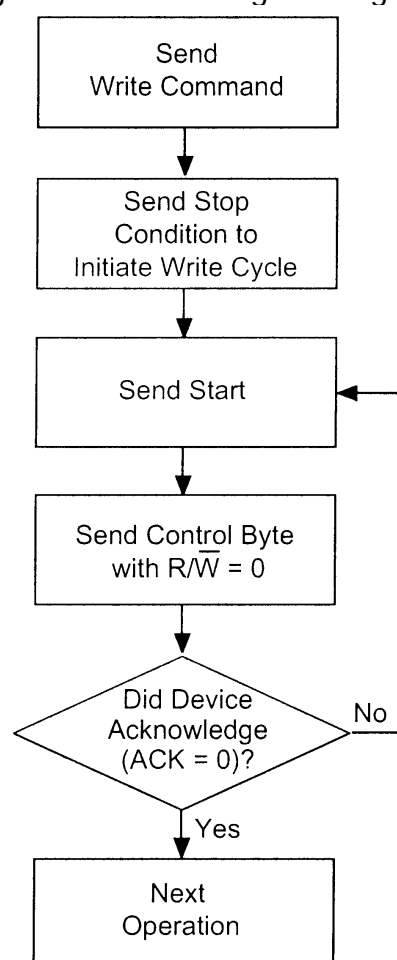 Send
Write Command
Send Stop
Condition to
Initiate Write Cycle
Send Start
Send Control Byte
with R/W̅ = 0
Did Device
Acknowledge
(ACK = 0)?
No
Yes
Next
Operation